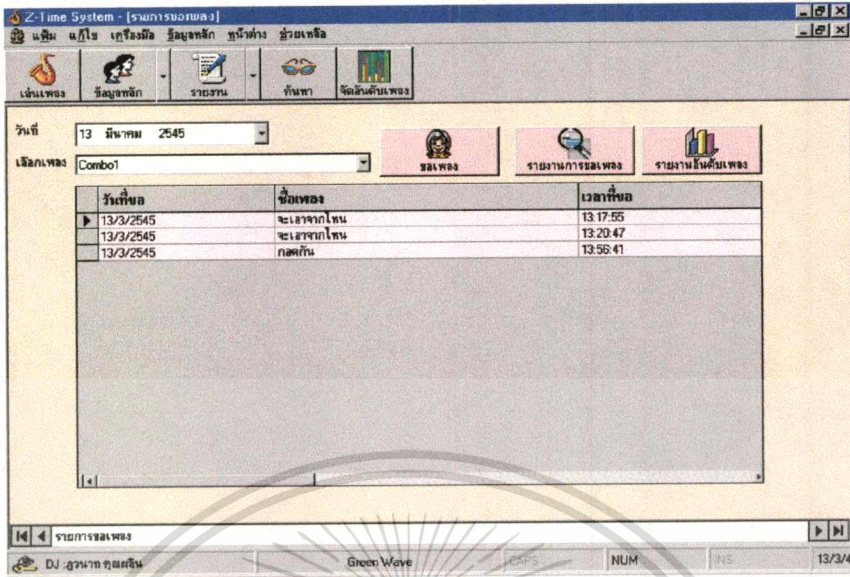 Z-Time System - [รายการขอเพลง]
แฟ้ม แก้ไข เครื่องมือ ข้อมูลหลัก หน้าต่าง ช่วยเหลือ
เล่นเพลง ข้อมูลหลัก รายงาน ค้นหา จัดอันดับเพลง
วันที่ 13 มีนาคม 2545
เลือกเพลง Combo1
ขอเพลง รายงานการขอเพลง รายงานอันดับเพลง
วันที่ขอ ชื่อเพลง เวลาที่ขอ
13/3/2545 จะเอาจากไหน 13:17:55
13/3/2545 จะเอาจากไหน 13:20:47
13/3/2545 กอดกัน 13:56:41
รายการขอเพลง
DJ : Green Wave CAPS NUM INS 13/3/4